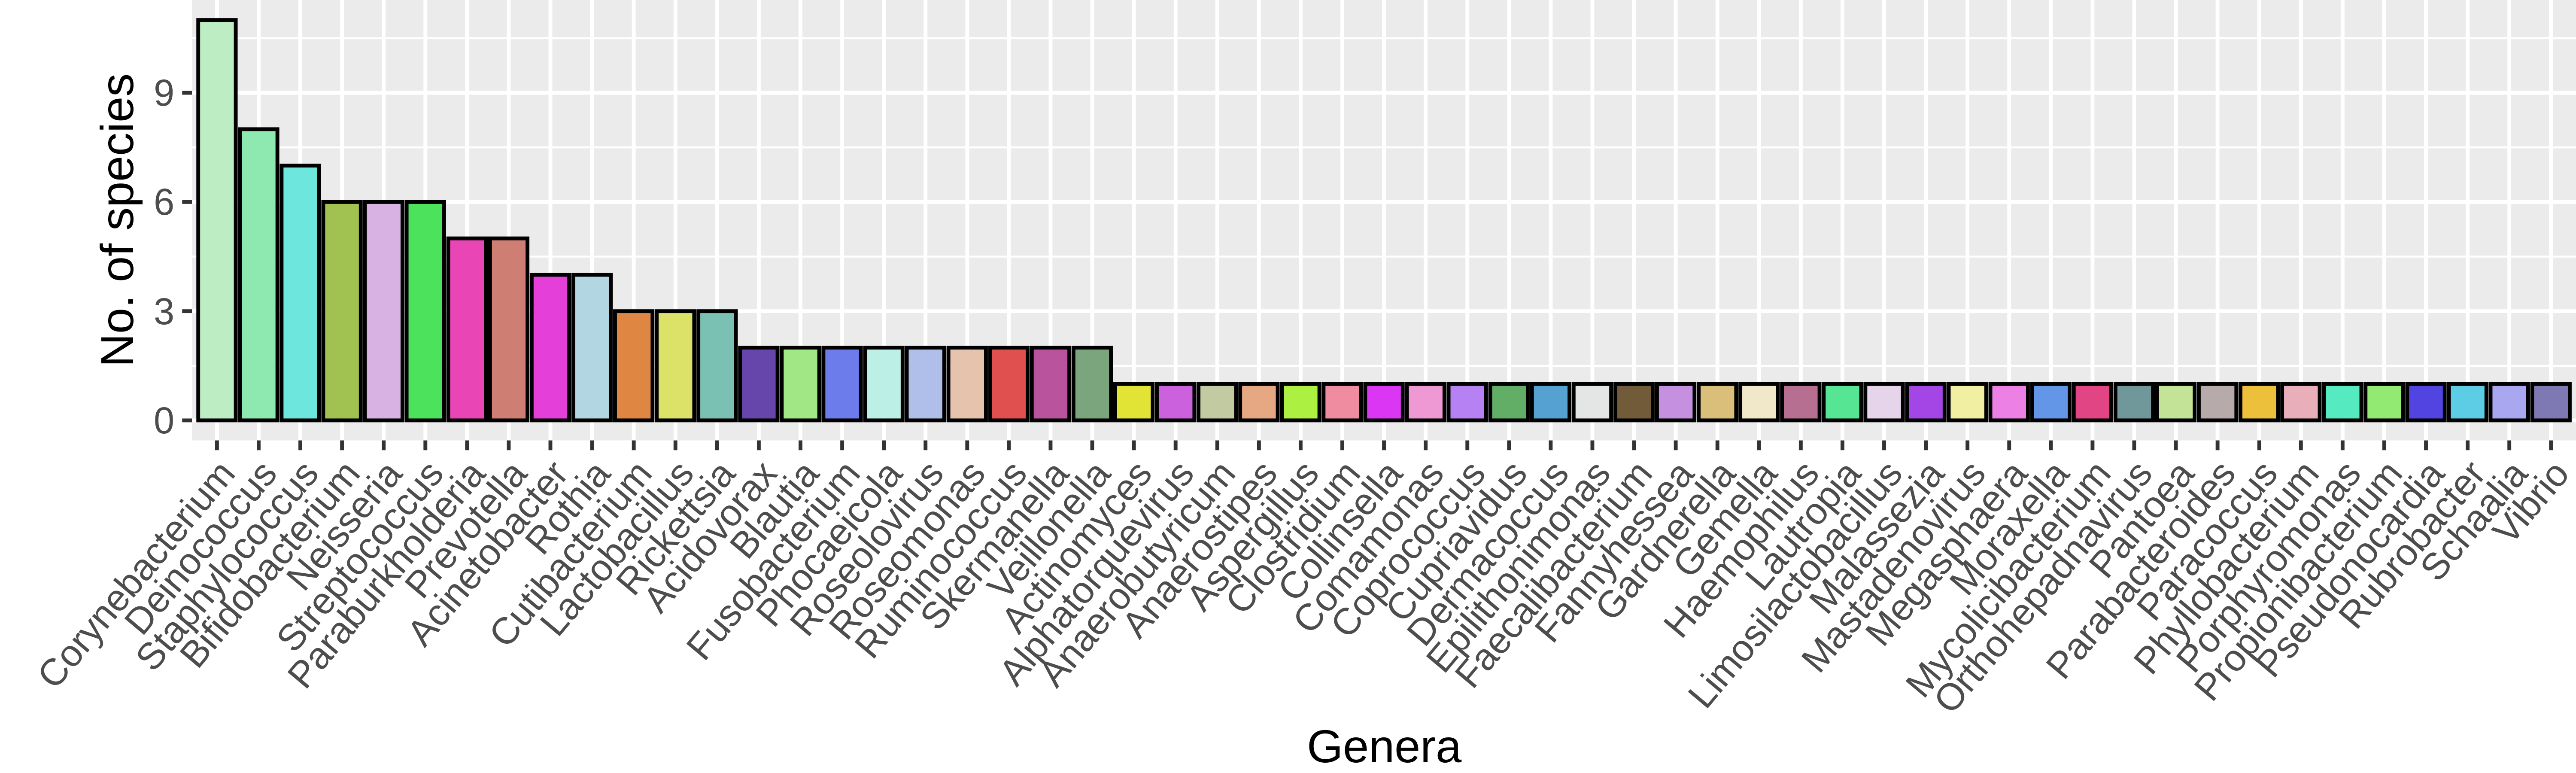 No. of species
9
6
3
0
Corynebacterium
Deinococcus
Staphylococcus
Bifidobacterium
Neisseria
Streptococcus
Paraburkholderia
Prevotella
Acinetobacter
Rothia
Cutibacterium
Lactobacillus
Rickettsia
Acidovorax
Blautia
Fusobacterium
Phocaeicola
Roseolovirus
Roseomonas
Ruminococcus
Skermanella
Veillonella
Actinomyces
Alphatorquevirus
Anaerobutyricum
Anaerostipes
Aspergillus
Clostridium
Collinsella
Comamonas
Coprococcus
Cupriavidus
Dermacoccus
Epilithonimonas
Faecalibacterium
Fannyhessea
Gardnerella
Gemella
Haemophilus
Lautropia
Limosilactobacillus
Malassezia
Mastadenovirus
Megasphaera
Moraxella
Mycolicibacterium
Orthohepadnavirus
Pantoea
Parabacteroides
Paracoccus
Phyllobacterium
Porphyromonas
Propionibacterium
Pseudonocardia
Rubrobacter
Schaalia
Vibrio
Genera